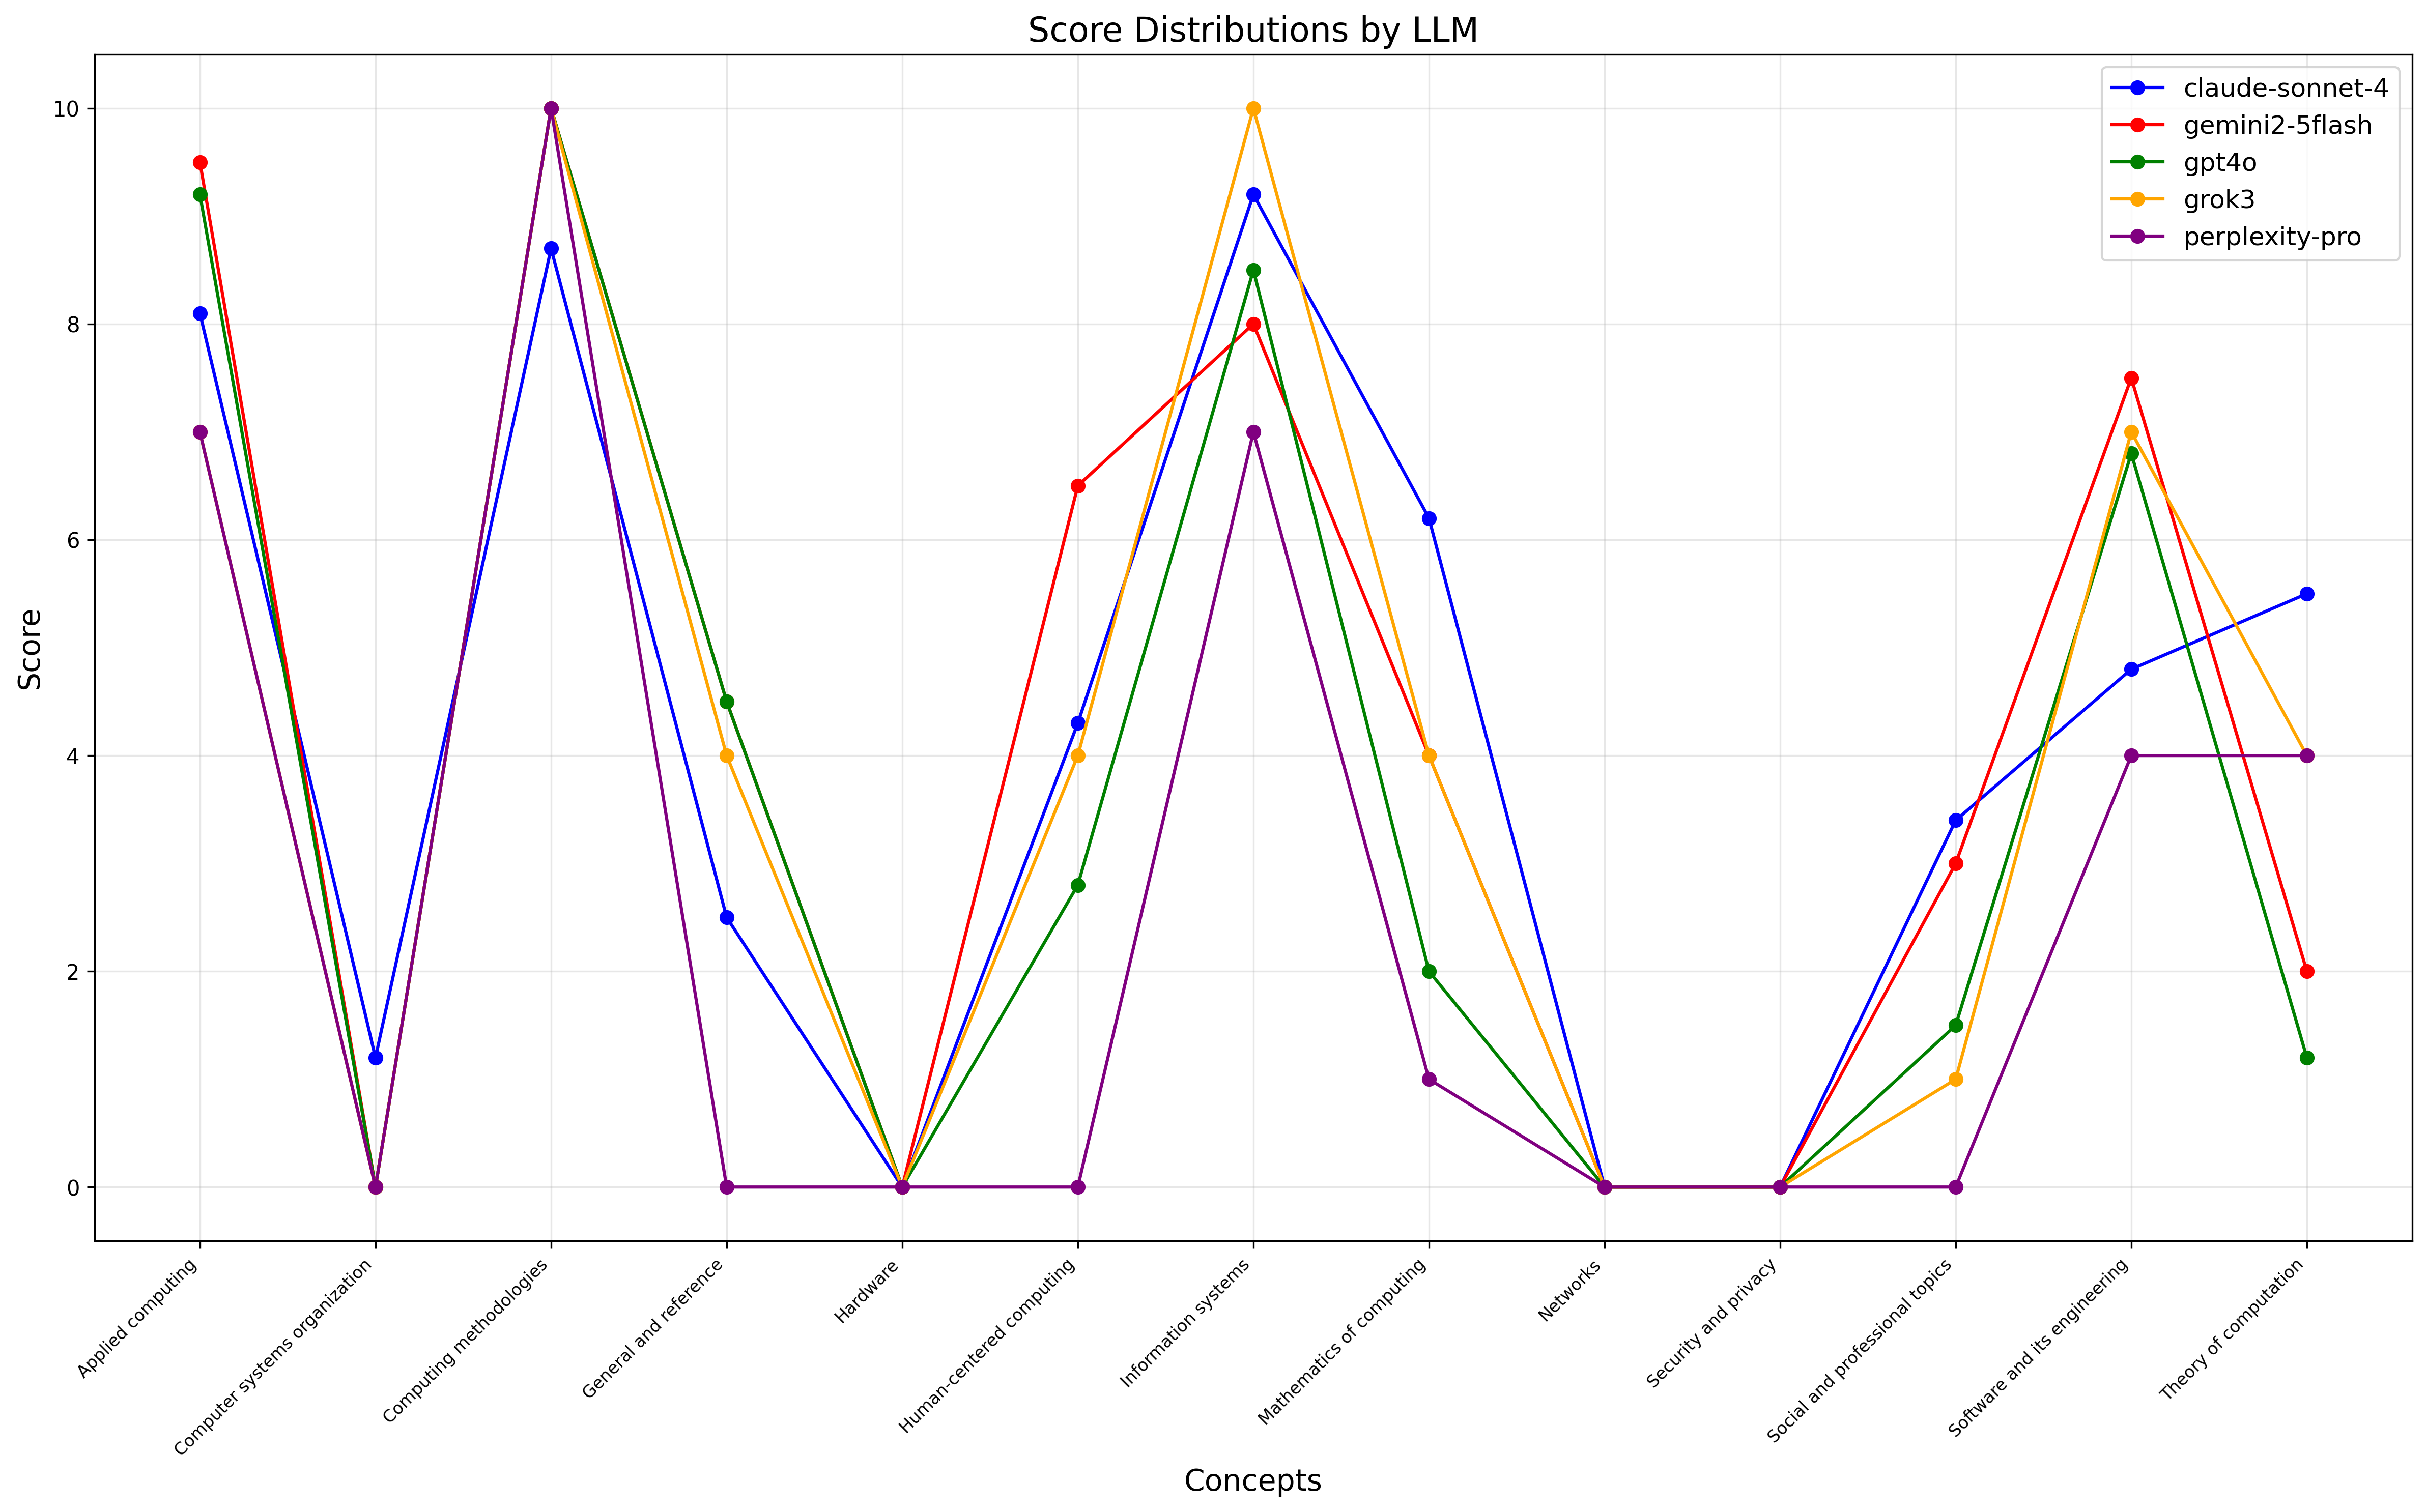 Score Distributions by LLM
claude-sonnet-4
gemini2-5flash
gpt4o
grok3
perplexity-pro
Score
10
8
6
4
2
0
Applied computing
Computer systems organization
Computing methodologies
General and reference
Hardware
Human-centered computing
Information systems
Mathematics of computing
Networks
Security and privacy
Social and professional topics
Software and its engineering
Theory of computation
Concepts